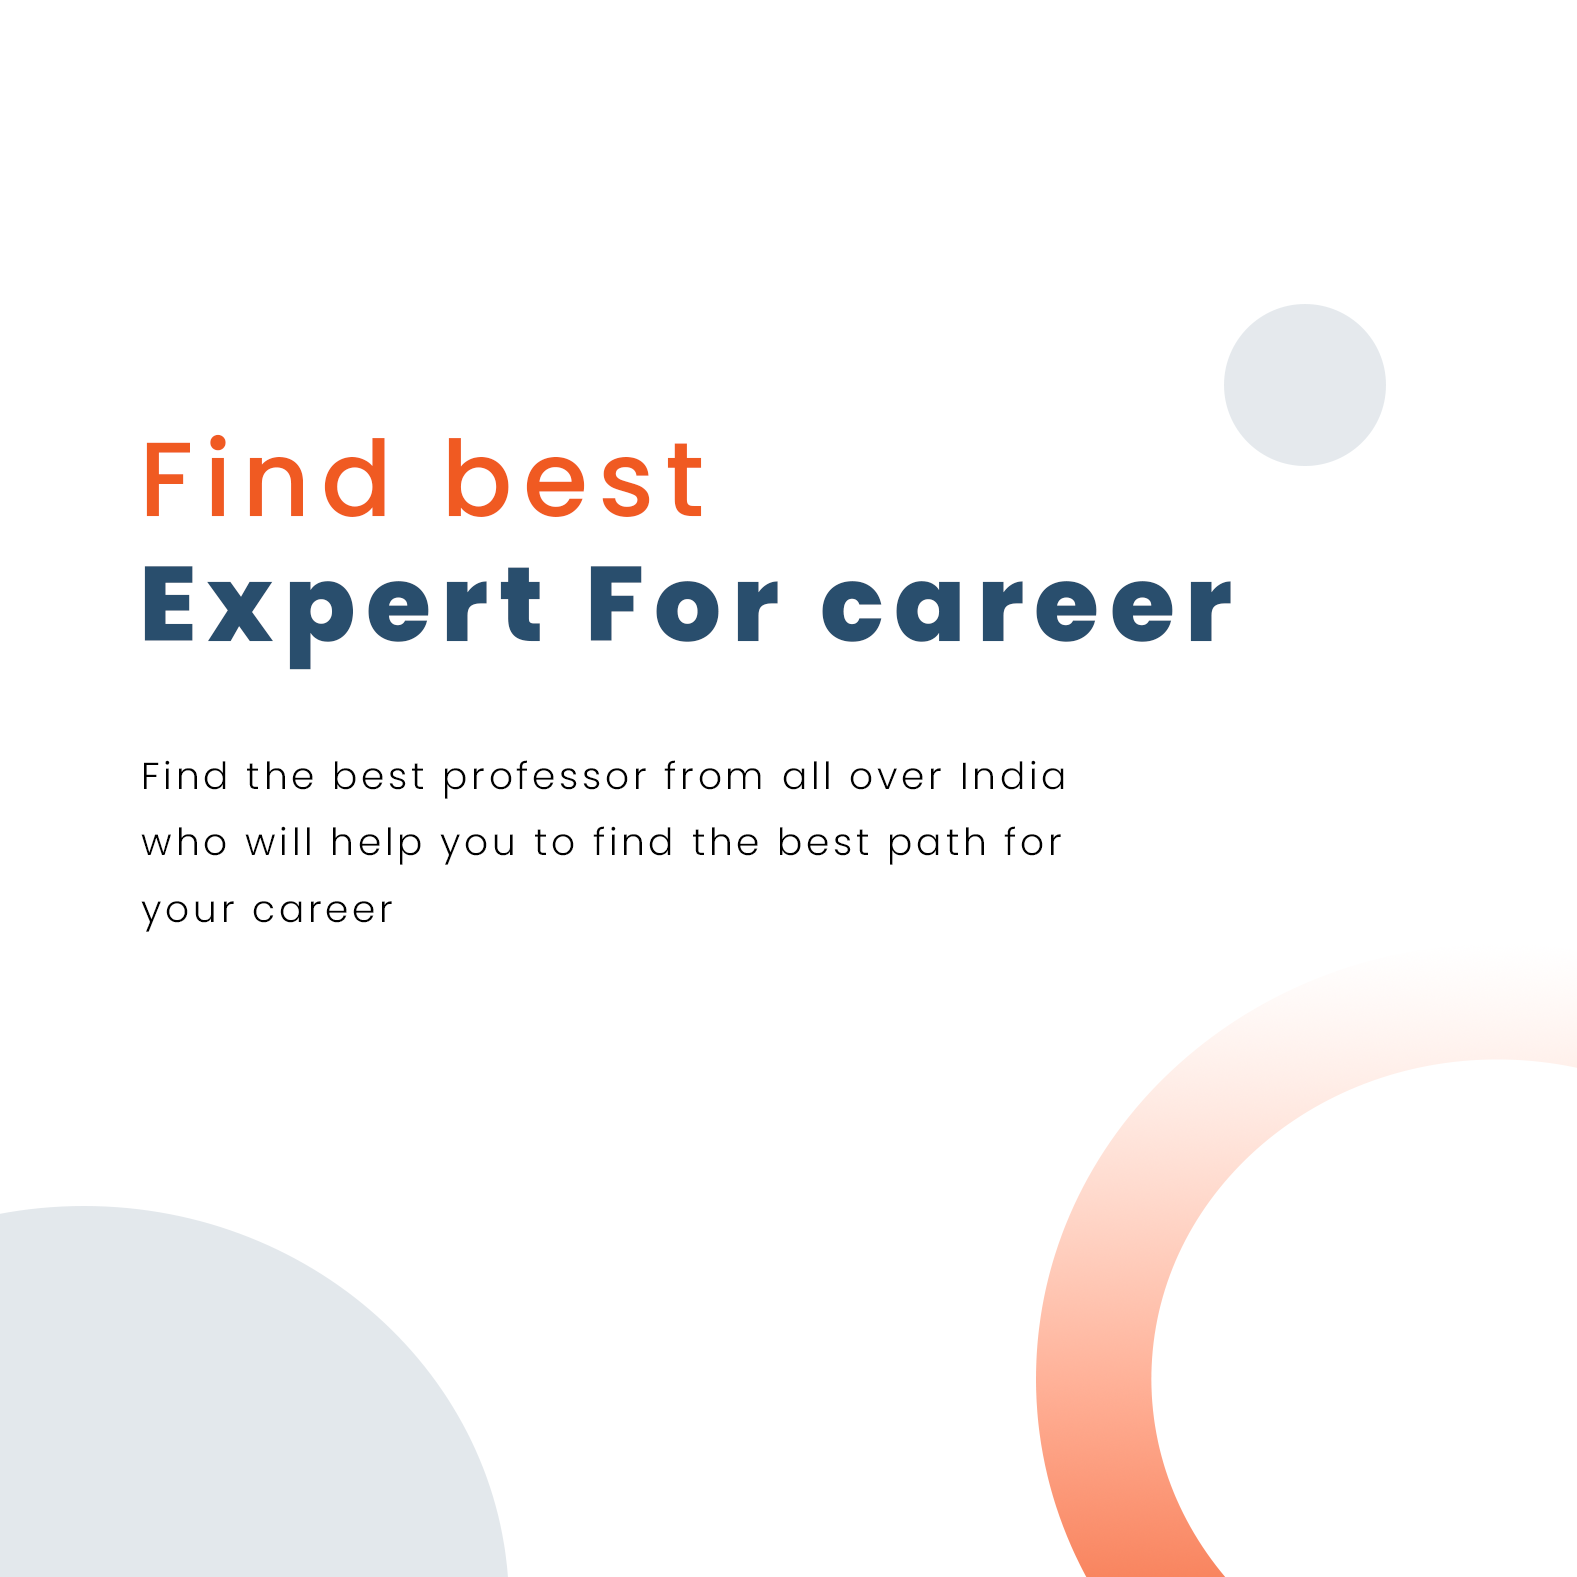 Find best
Expert For career
Find the best professor from all over India
who will help you to find the best path for
your career